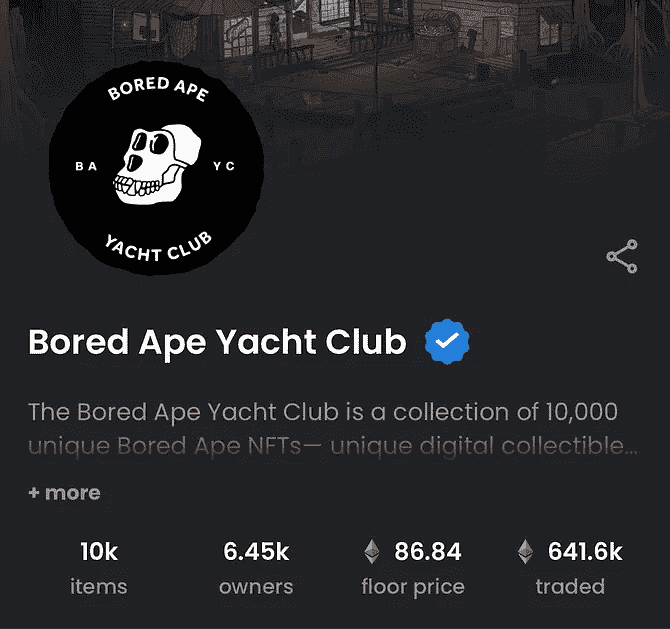 BORED APE
BA YC
YACHT CLUB
Bored Ape Yacht Club
The Bored Ape Yacht Club is a collection of 10,000
unique Bored Ape NFTs— unique digital collectible...
+ more
10k 6.45k 86.84 641.6k
items owners floor price traded